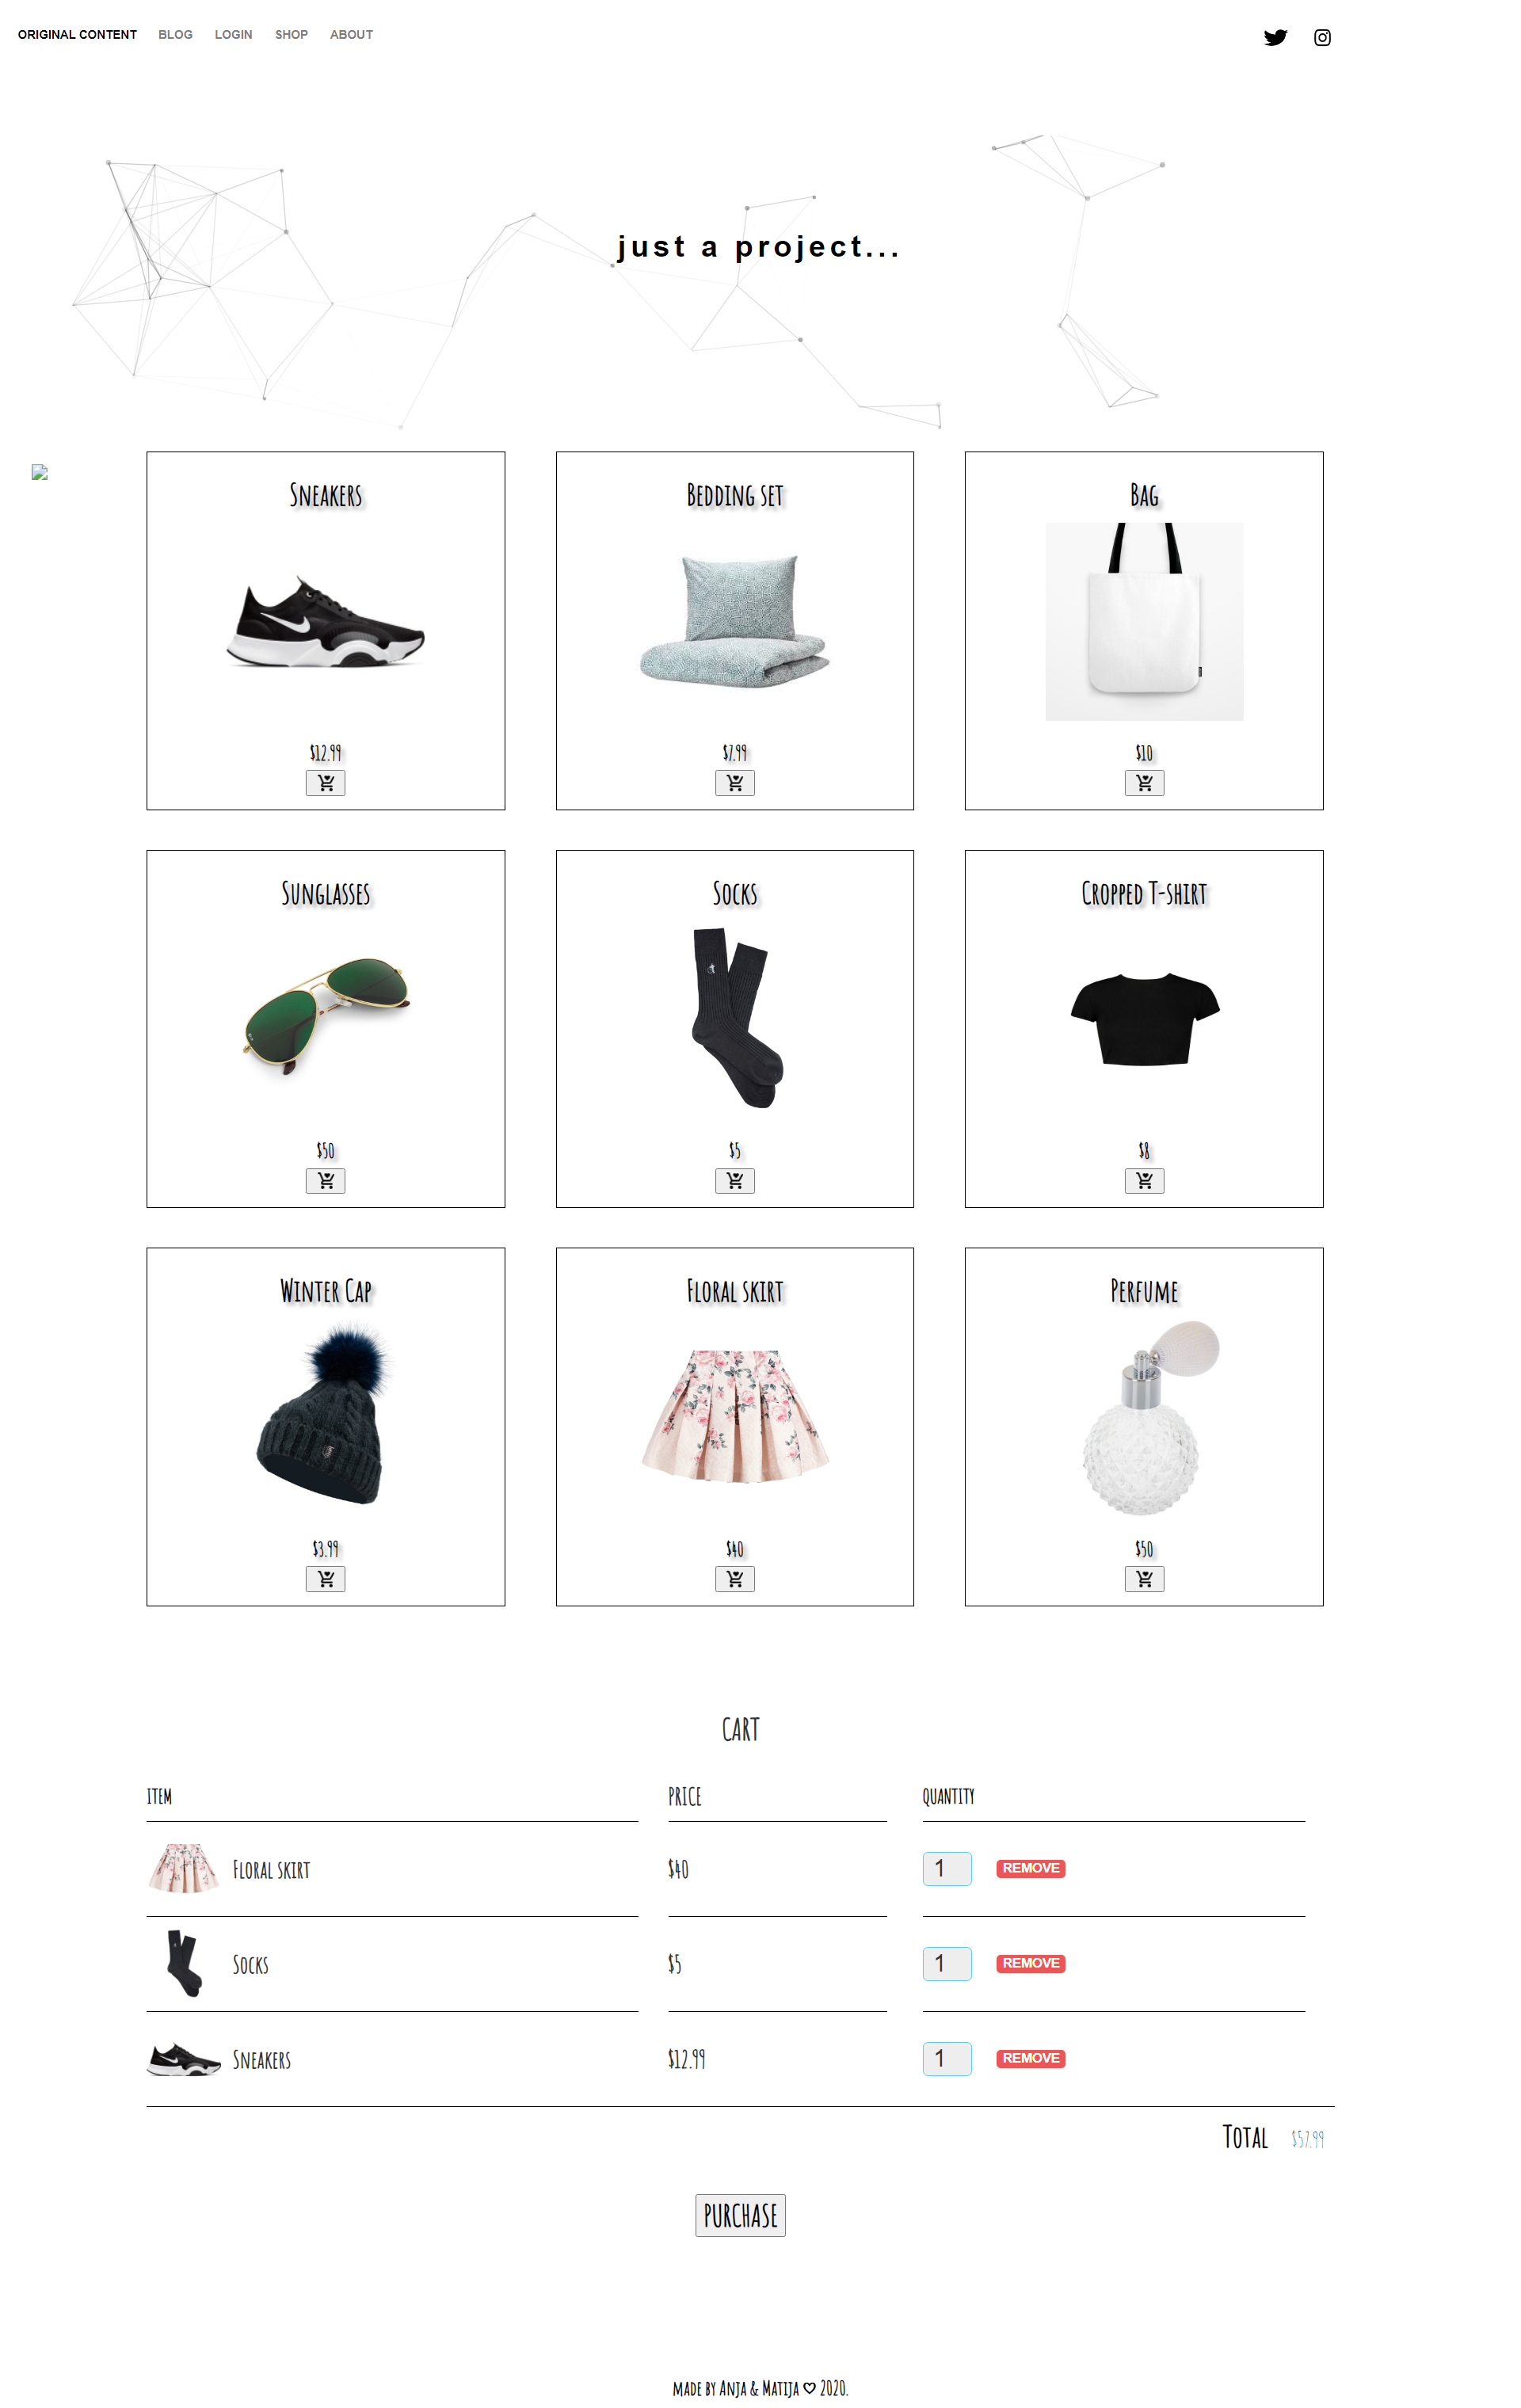 ORIGINAL CONTENT BLOG LOGIN SHOP ABOUT
just a project...
Sneakers Bedding set Bag
$12.99 $7.99 $10
Sunglasses Socks Cropped T-shirt
$50 $5 $8
Winter Cap Floral skirt Perfume
$3.99 $40 $50
CART
ITEM PRICE QUANTITY
Floral skirt $40 1 REMOVE
Socks $5 1 REMOVE
Sneakers $12.99 1 REMOVE
Total $57.99
PURCHASE
made by Anja & Matija ♡ 2020.